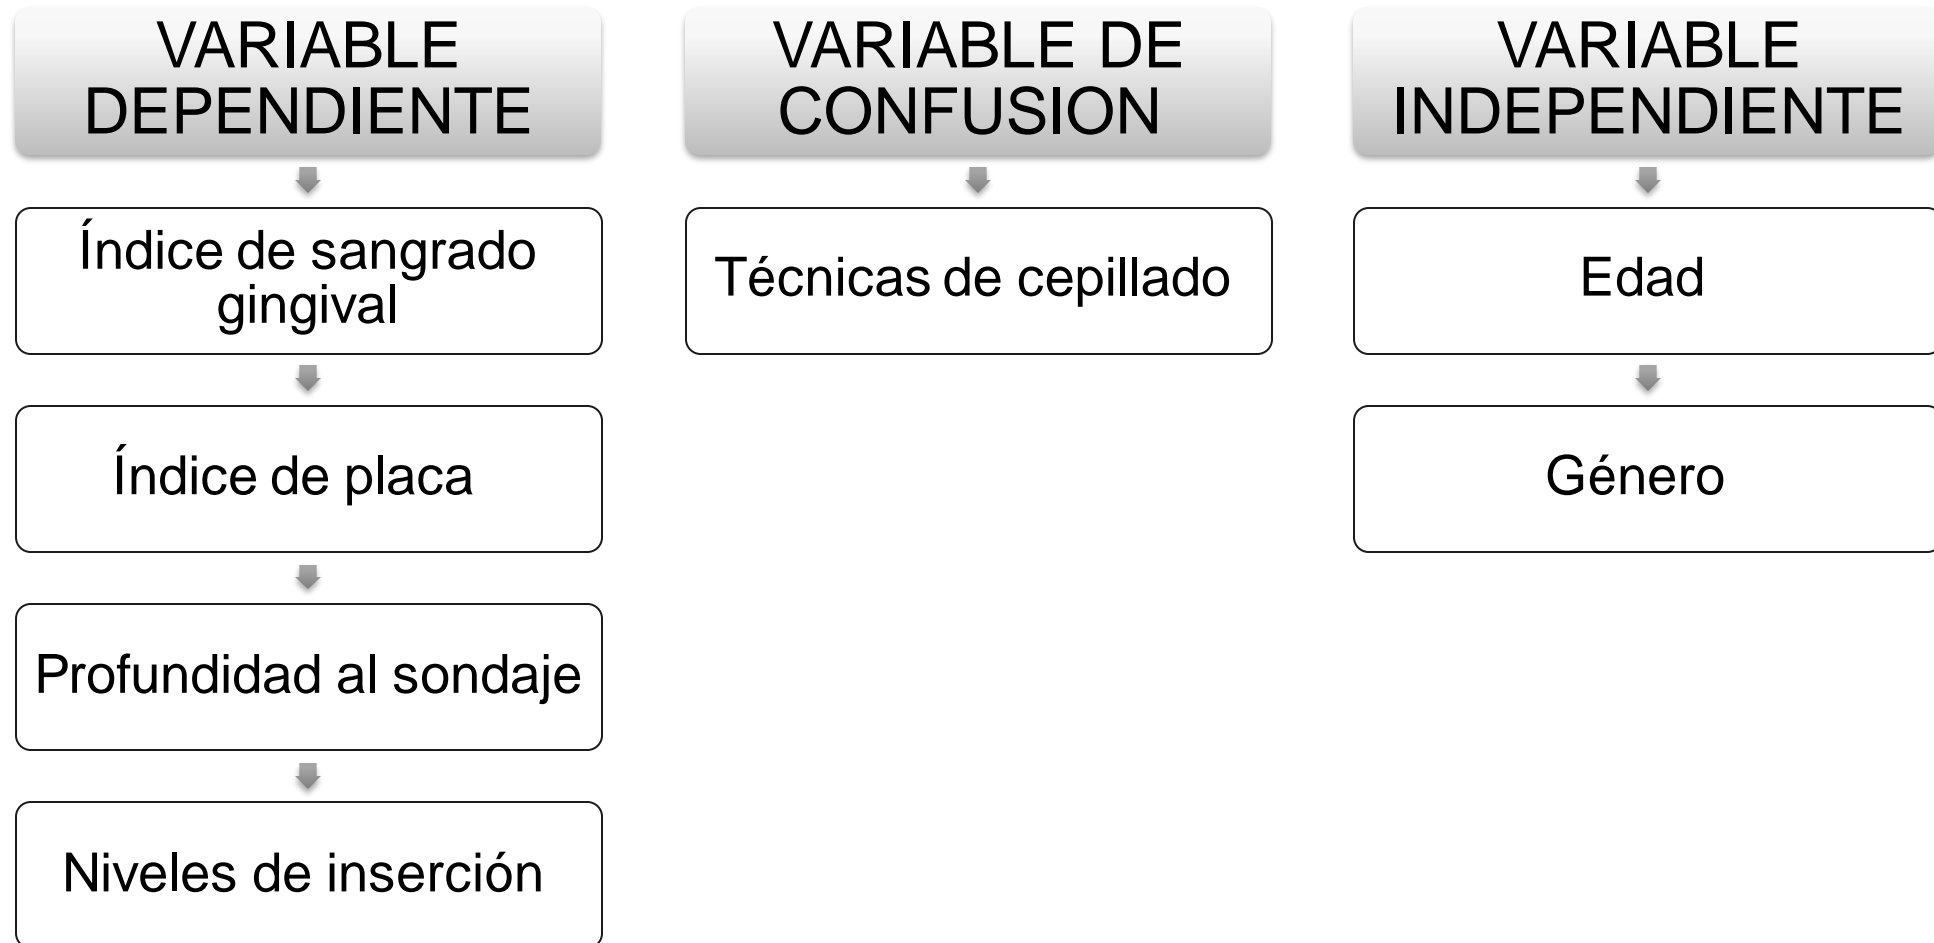 VARIABLE
DEPENDIENTE
Índice de sangrado
gingival
Índice de placa
Profundidad al sondaje
Niveles de inserción
VARIABLE DE
CONFUSION
Técnicas de cepillado
VARIABLE
INDEPENDIENTE
Edad
Género